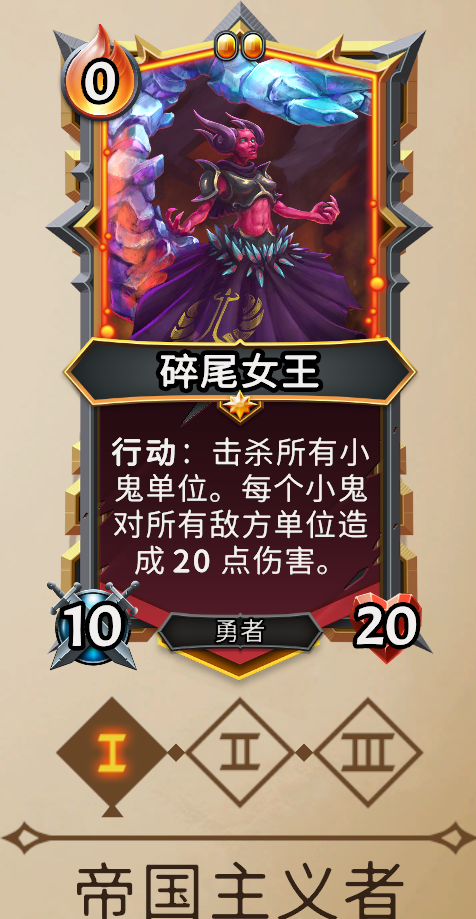 0
碎尾女王
行动：击杀所有小
鬼单位。每个小鬼
对所有敌方单位造
成 20 点伤害。
10
勇者
20
I
II
III
帝国主义者